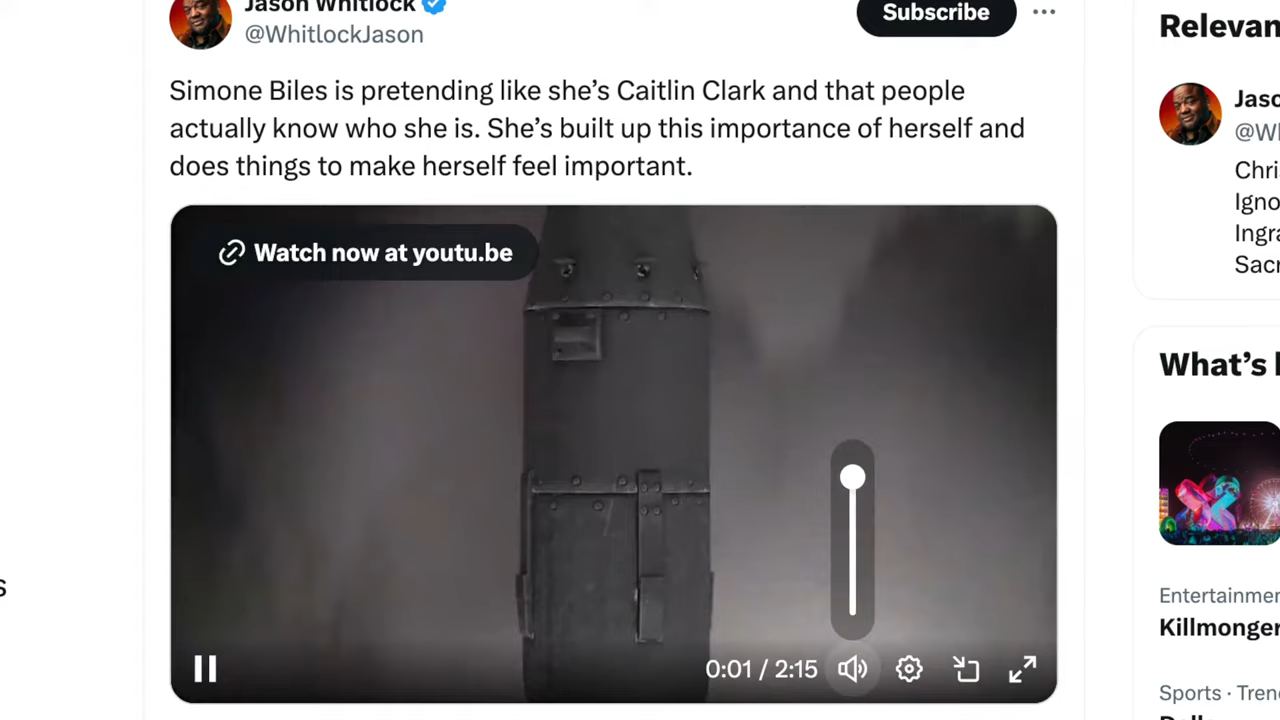 Jason Whitlock
@WhitlockJason
Subscribe
Simone Biles is pretending like she's Caitlin Clark and that people
actually know who she is. She's built up this importance of herself and
does things to make herself feel important.
Watch now at youtu.be
0:01 / 2:15
s
Relevan
Jaso
@Wh
Chri
Igno
Ingra
Sacr
What's
Entertainmen
Killmonger
Sports · Tren